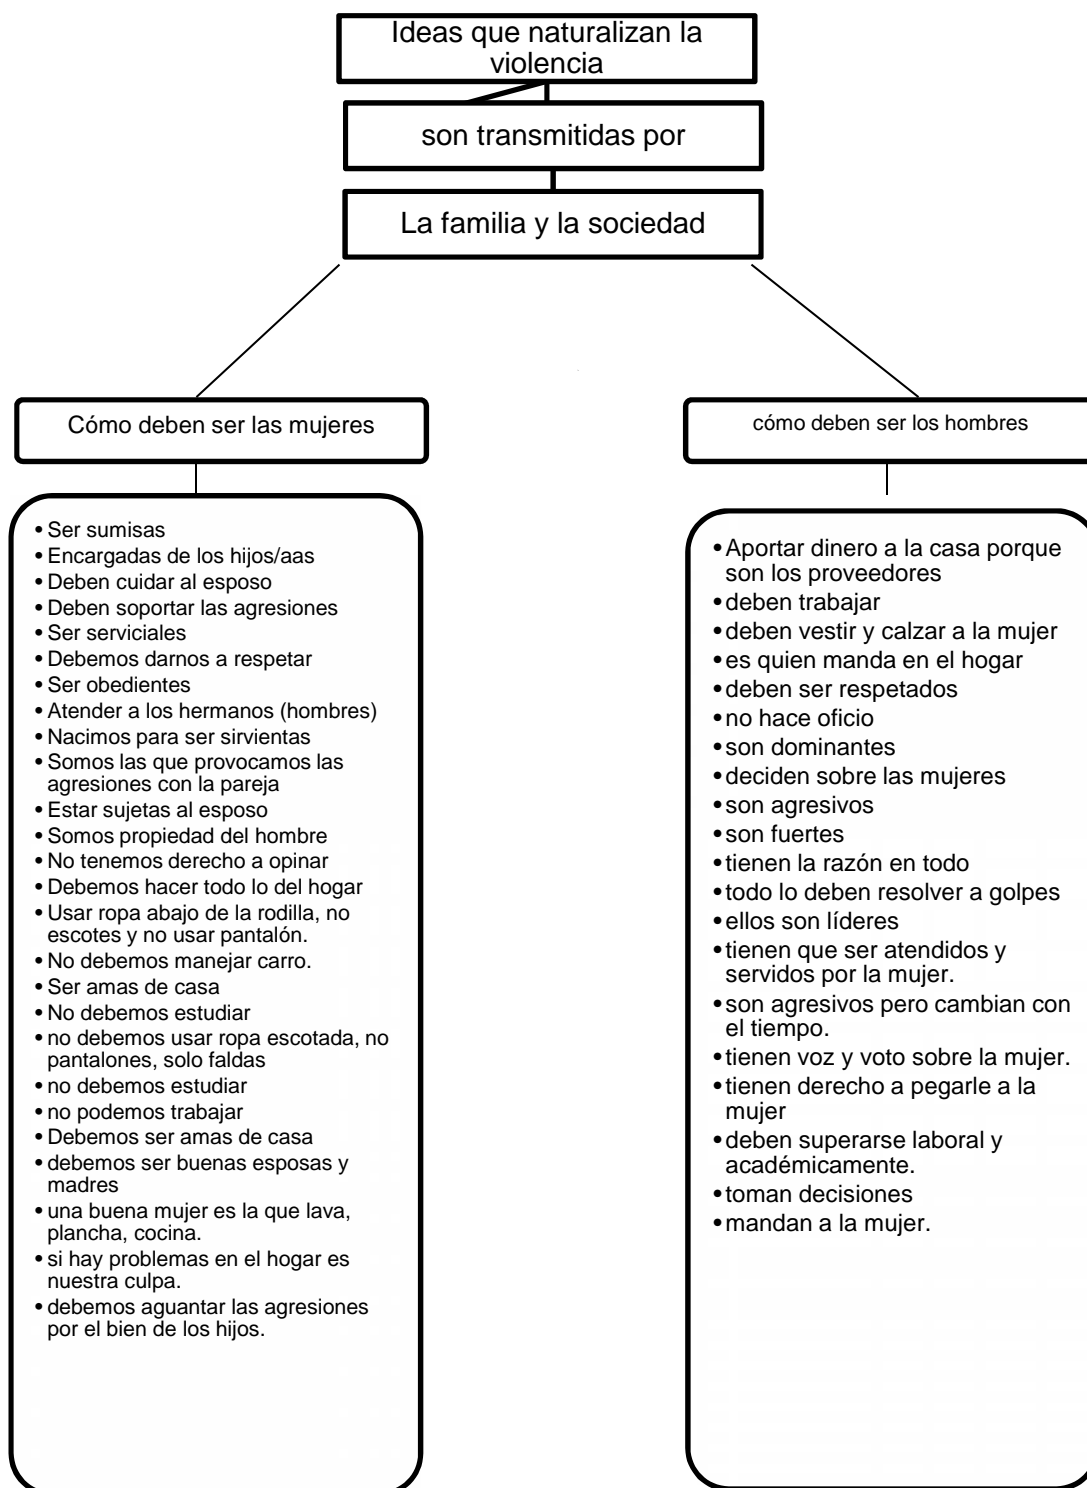 Ideas que naturalizan la
violencia
son transmitidas por
La familia y la sociedad
Cómo deben ser las mujeres
• Ser sumisas
• Encargadas de los hijos/aas
• Deben cuidar al esposo
• Deben soportar las agresiones
• Ser serviciales
• Debemos darnos a respetar
• Ser obedientes
• Atender a los hermanos (hombres)
• Nacimos para ser sirvientas
• Somos las que provocamos las
agresiones con la pareja
• Estar sujetas al esposo
• Somos propiedad del hombre
• No tenemos derecho a opinar
• Debemos hacer todo lo del hogar
• Usar ropa abajo de la rodilla, no
escotes y no usar pantalón.
• No debemos manejar carro.
• Ser amas de casa
• No debemos estudiar
• no debemos usar ropa escotada, no
pantalones, solo faldas
• no debemos estudiar
• no podemos trabajar
• Debemos ser amas de casa
• debemos ser buenas esposas y
madres
• una buena mujer es la que lava,
plancha, cocina.
• si hay problemas en el hogar es
nuestra culpa.
• debemos aguantar las agresiones
por el bien de los hijos.
cómo deben ser los hombres
• Aportar dinero a la casa porque
son los proveedores
• deben trabajar
• deben vestir y calzar a la mujer
• es quien manda en el hogar
• deben ser respetados
• no hace oficio
• son dominantes
• deciden sobre las mujeres
• son agresivos
• son fuertes
• tienen la razón en todo
• todo lo deben resolver a golpes
• ellos son líderes
• tienen que ser atendidos y
servidos por la mujer.
• son agresivos pero cambian con
el tiempo.
• tienen voz y voto sobre la mujer.
• tienen derecho a pegarle a la
mujer
• deben superarse laboral y
académicamente.
• toman decisiones
• mandan a la mujer.